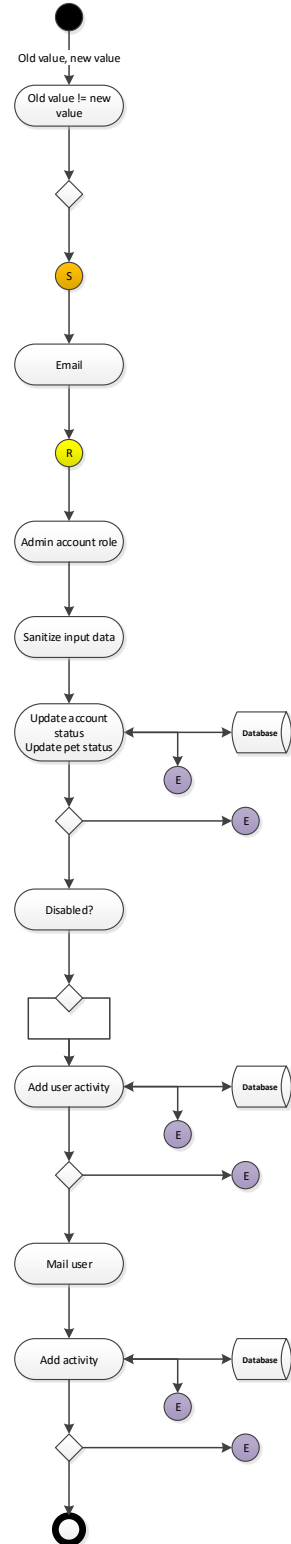 Old value, new value
Old value != new
value
S
Email
R
Admin account role
Sanitize input data
Update account
status
Update pet status
Database
E
E
Disabled?
Add user activity
Database
E
E
Mail user
Add activity
Database
E
E